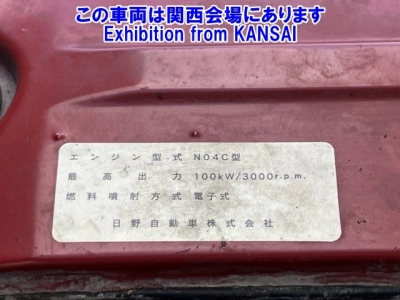 この車両は関西会場にあります
Exhibition from KANSAI
エンジン型式 N04C型
最高出力 100kW/3000r.p.m.
燃料噴射方式 電子式
日野自動車株式会社